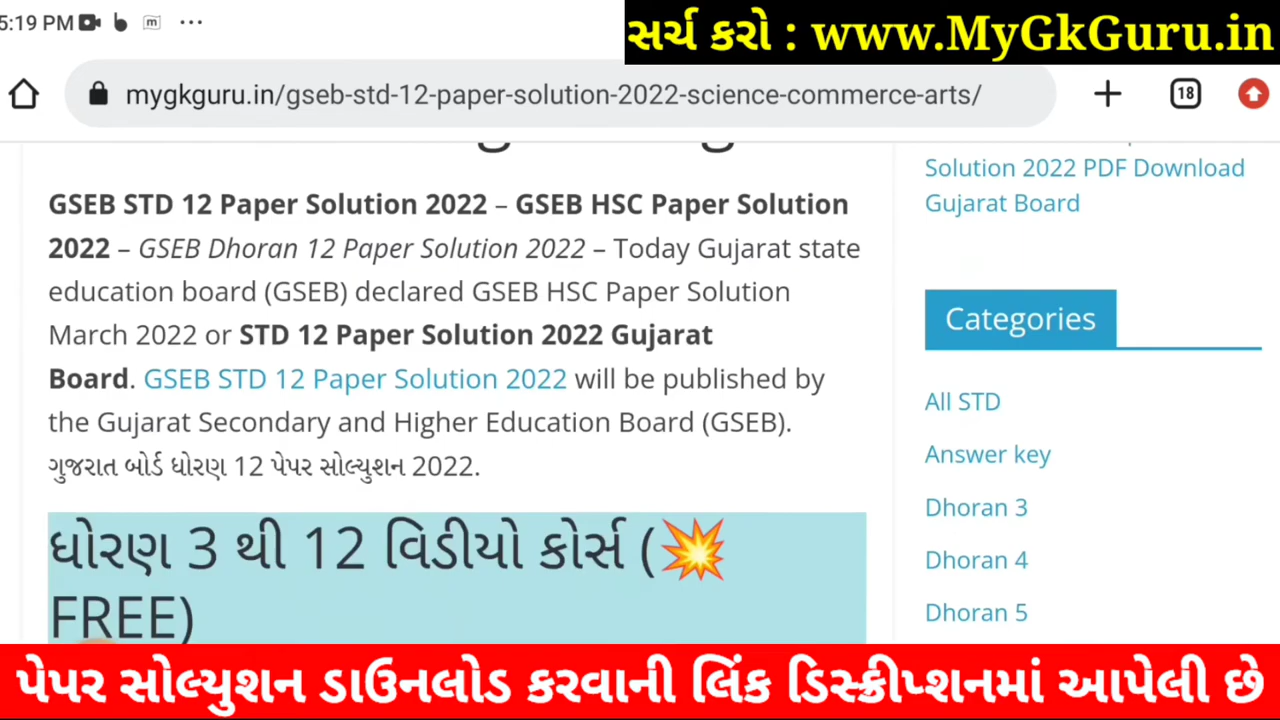 5:19 PM
સર્ચ કરો : www.MyGkGuru.in
mygkguru.in/gseb-std-12-paper-solution-2022-science-commerce-arts/
18
GSEB STD 12 Paper Solution 2022 – GSEB HSC Paper Solution
2022 – GSEB Dhoran 12 Paper Solution 2022 – Today Gujarat state
education board (GSEB) declared GSEB HSC Paper Solution
March 2022 or STD 12 Paper Solution 2022 Gujarat
Board. GSEB STD 12 Paper Solution 2022 will be published by
the Gujarat Secondary and Higher Education Board (GSEB).
ગુજરાત બોર્ડ ધોરણ 12 પેપર સોલ્યુશન 2022.
ધોરણ 3 થી 12 વિડીયો કોર્સ (💥
FREE)
Solution 2022 PDF Download
Gujarat Board
Categories
All STD
Answer key
Dhoran 3
Dhoran 4
Dhoran 5
પેપર સોલ્યુશન ડાઉનલોડ કરવાની લિંક ડિસ્ક્રીપ્શનમાં આપેલી છે